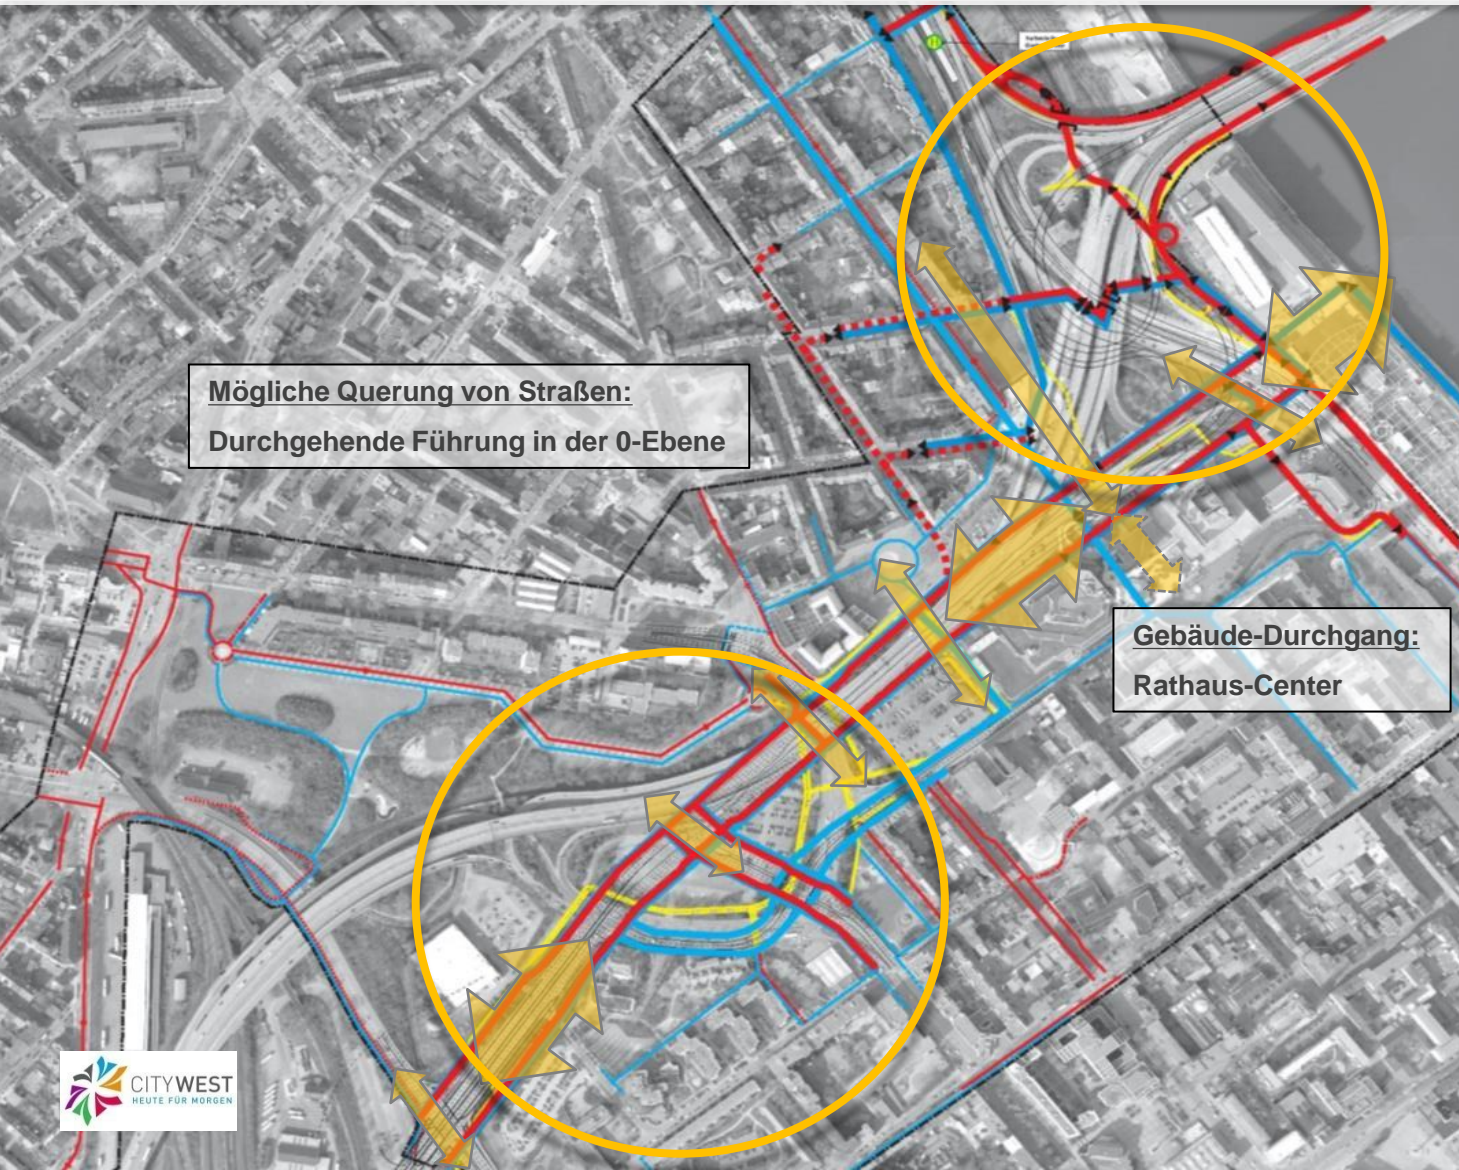 H
Mögliche Querung von Straßen:
Durchgehende Führung in der 0-Ebene
Gebäude-Durchgang:
Rathaus-Center
CITYWEST
HEUTE FÜR MORGEN